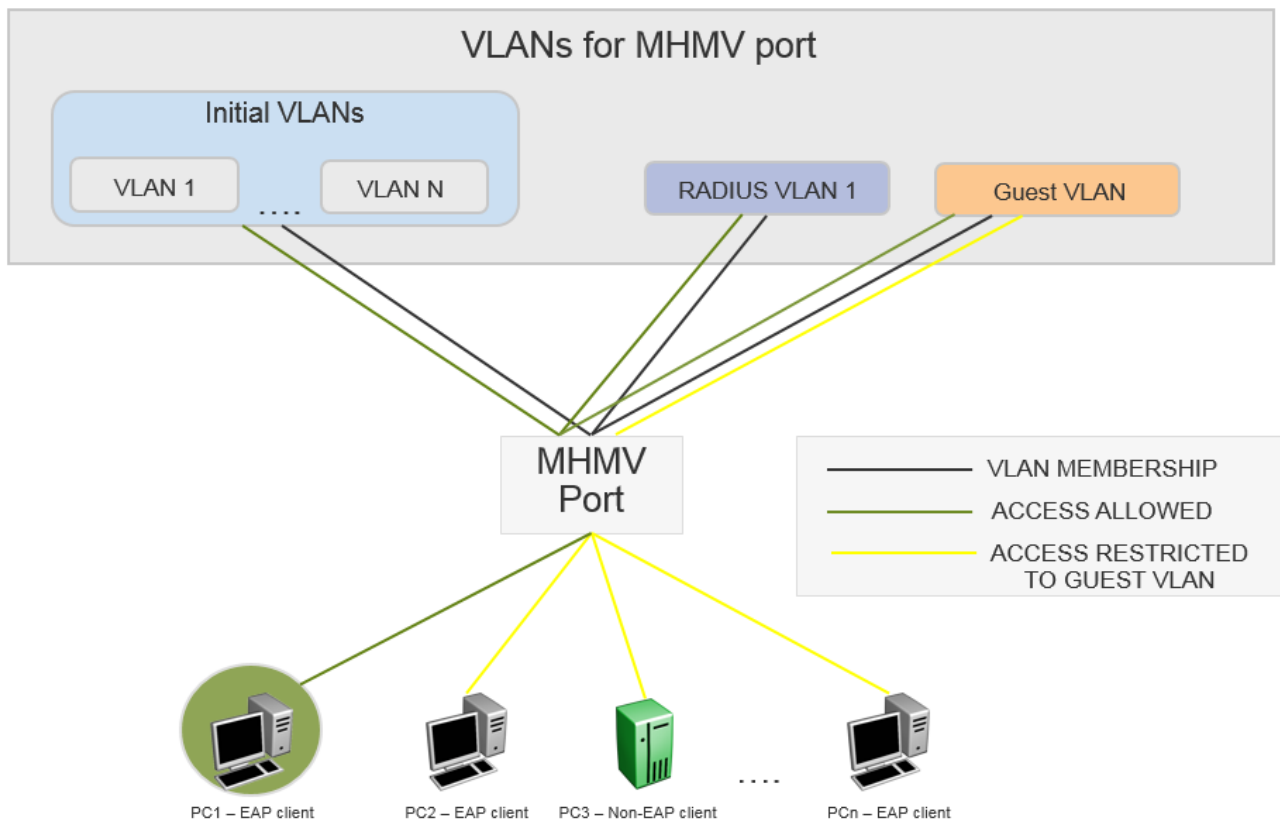 VLANs for MHMV port
Initial VLANs
VLAN 1
....
VLAN N
RADIUS VLAN 1
Guest VLAN
MHMV
Port
VLAN MEMBERSHIP
ACCESS ALLOWED
ACCESS RESTRICTED
TO GUEST VLAN
....
PC1 – EAP client
PC2 – EAP client
PC3 – Non-EAP client
PCn – EAP client